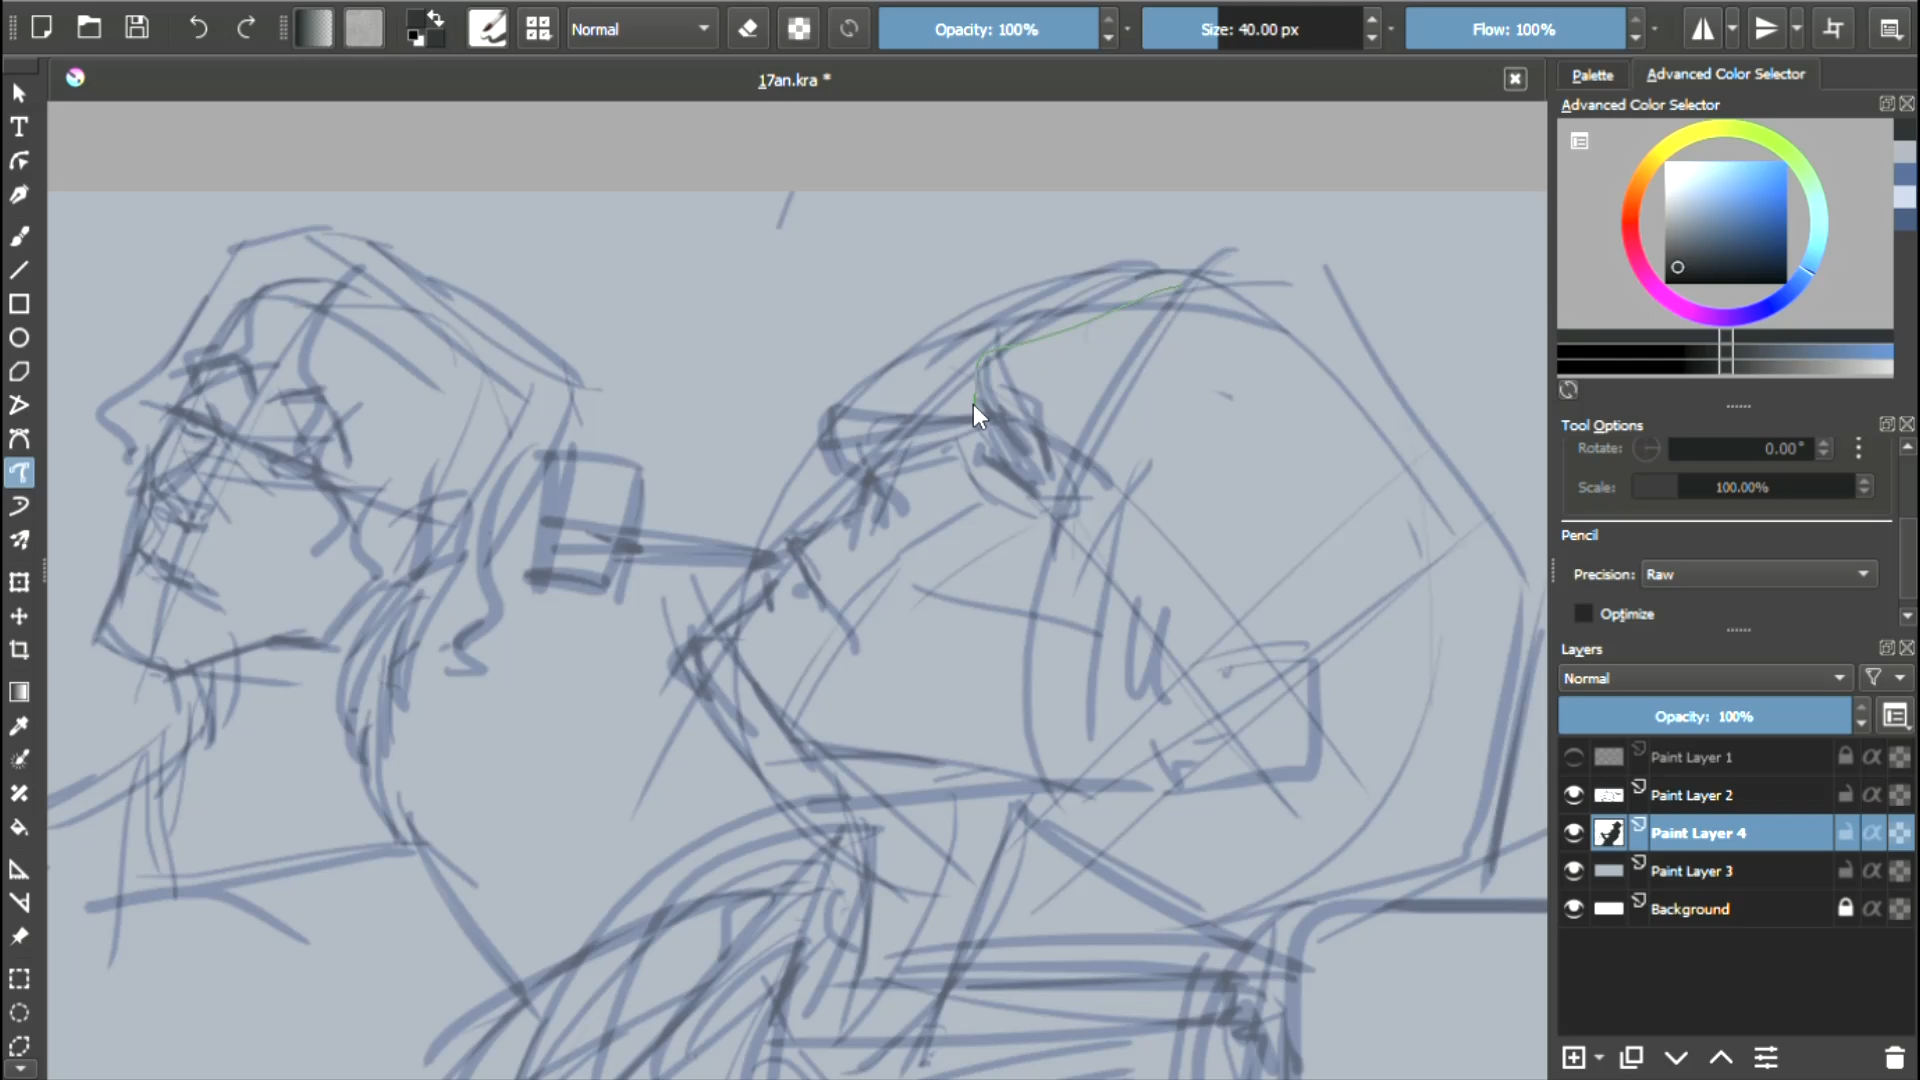 Normal
Opacity: 100%
Size: 40.00 px
Flow: 100%
17an.kra *
Palette
Advanced Color Selector
Advanced Color Selector
Tool Options
Rotate:
0.00°
Scale:
100.00%
Pencil
Precision:
Raw
Optimize
Layers
Normal
Opacity: 100%
Paint Layer 1
Paint Layer 2
Paint Layer 4
Paint Layer 3
Background